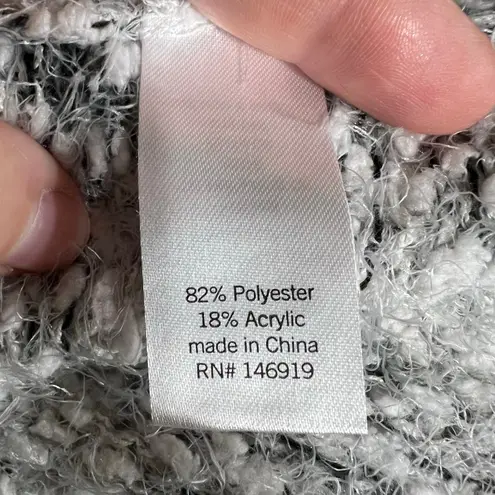 82% Polyester
18% Acrylic
made in China
RN# 146919